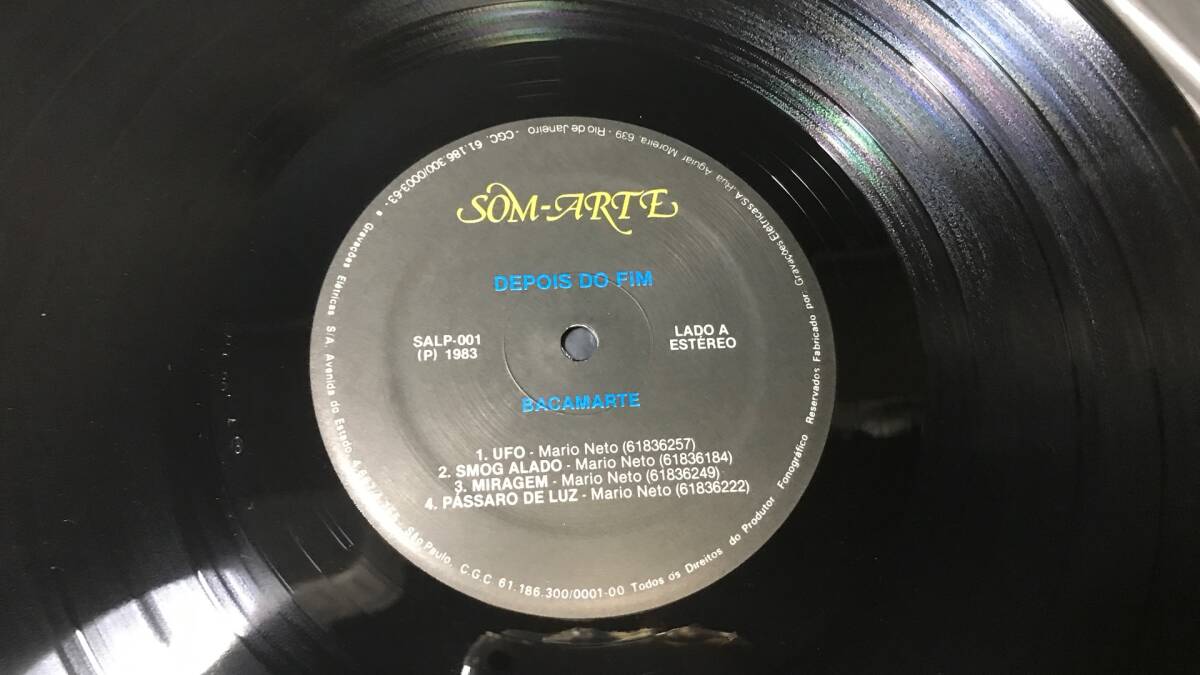 SOM-ARTE
DEPOIS DO FIM
SALP-001
(P) 1983
LADO A
ESTÉREO
BACAMARTE
1. UFO - Mario Neto (61836257)
2. SMOG ALADO - Mario Neto (61836184)
3. MIRAGEM - Mario Neto (61836249)
4. PÁSSARO DE LUZ - Mario Neto (61836222)
Gravações Elétricas S/A. Avenida do Estado, São Paulo. C.G.C 61.186.300/0001-00 Todos os Direitos do Produtor Fonográfico Reservados Fabricado por: Gravações Elétricas S.A. Rua Aguiar Moreira, 639 - Rio de Janeiro - CGC. 61.186.300/0003-63